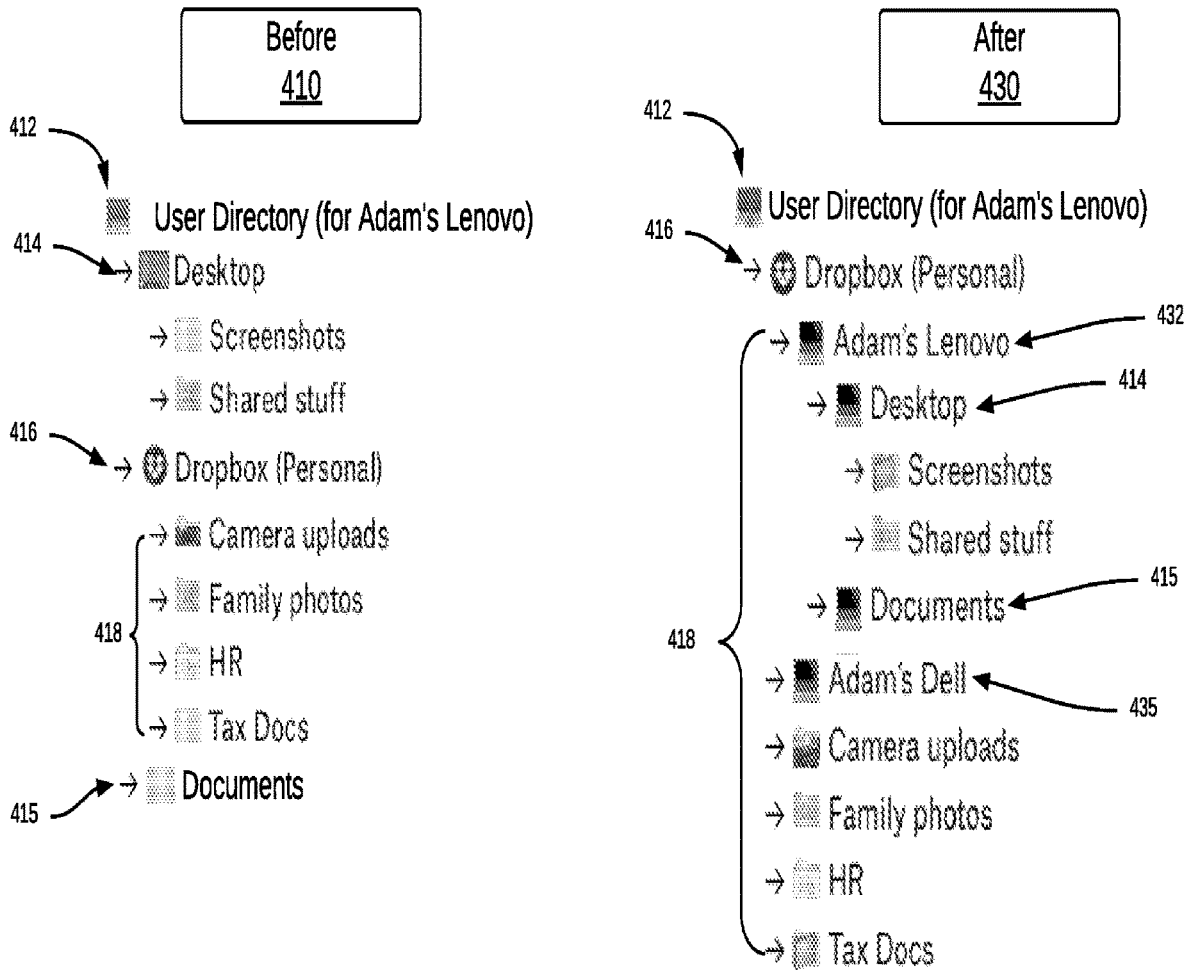 Before
410
412
User Directory (for Adam's Lenovo)
414
Desktop
Screenshots
Shared stuff
416
Dropbox (Personal)
Camera uploads
Family photos
418
HR
Tax Docs
415
Documents
After
430
412
User Directory (for Adam's Lenovo)
416
Dropbox (Personal)
432
Adam's Lenovo
414
Desktop
Screenshots
Shared stuff
415
Documents
418
Adam's Dell
435
Camera uploads
Family photos
HR
Tax Docs